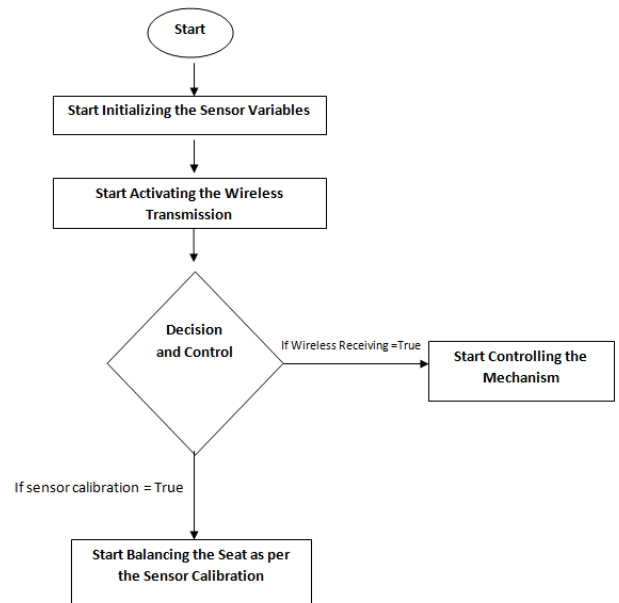 Start
Start Initializing the Sensor Variables
Start Activating the Wireless
Transmission
Decision
and Control
If Wireless Receiving =True
Start Controlling the
Mechanism
If sensor calibration = True
Start Balancing the Seat as per
the Sensor Calibration